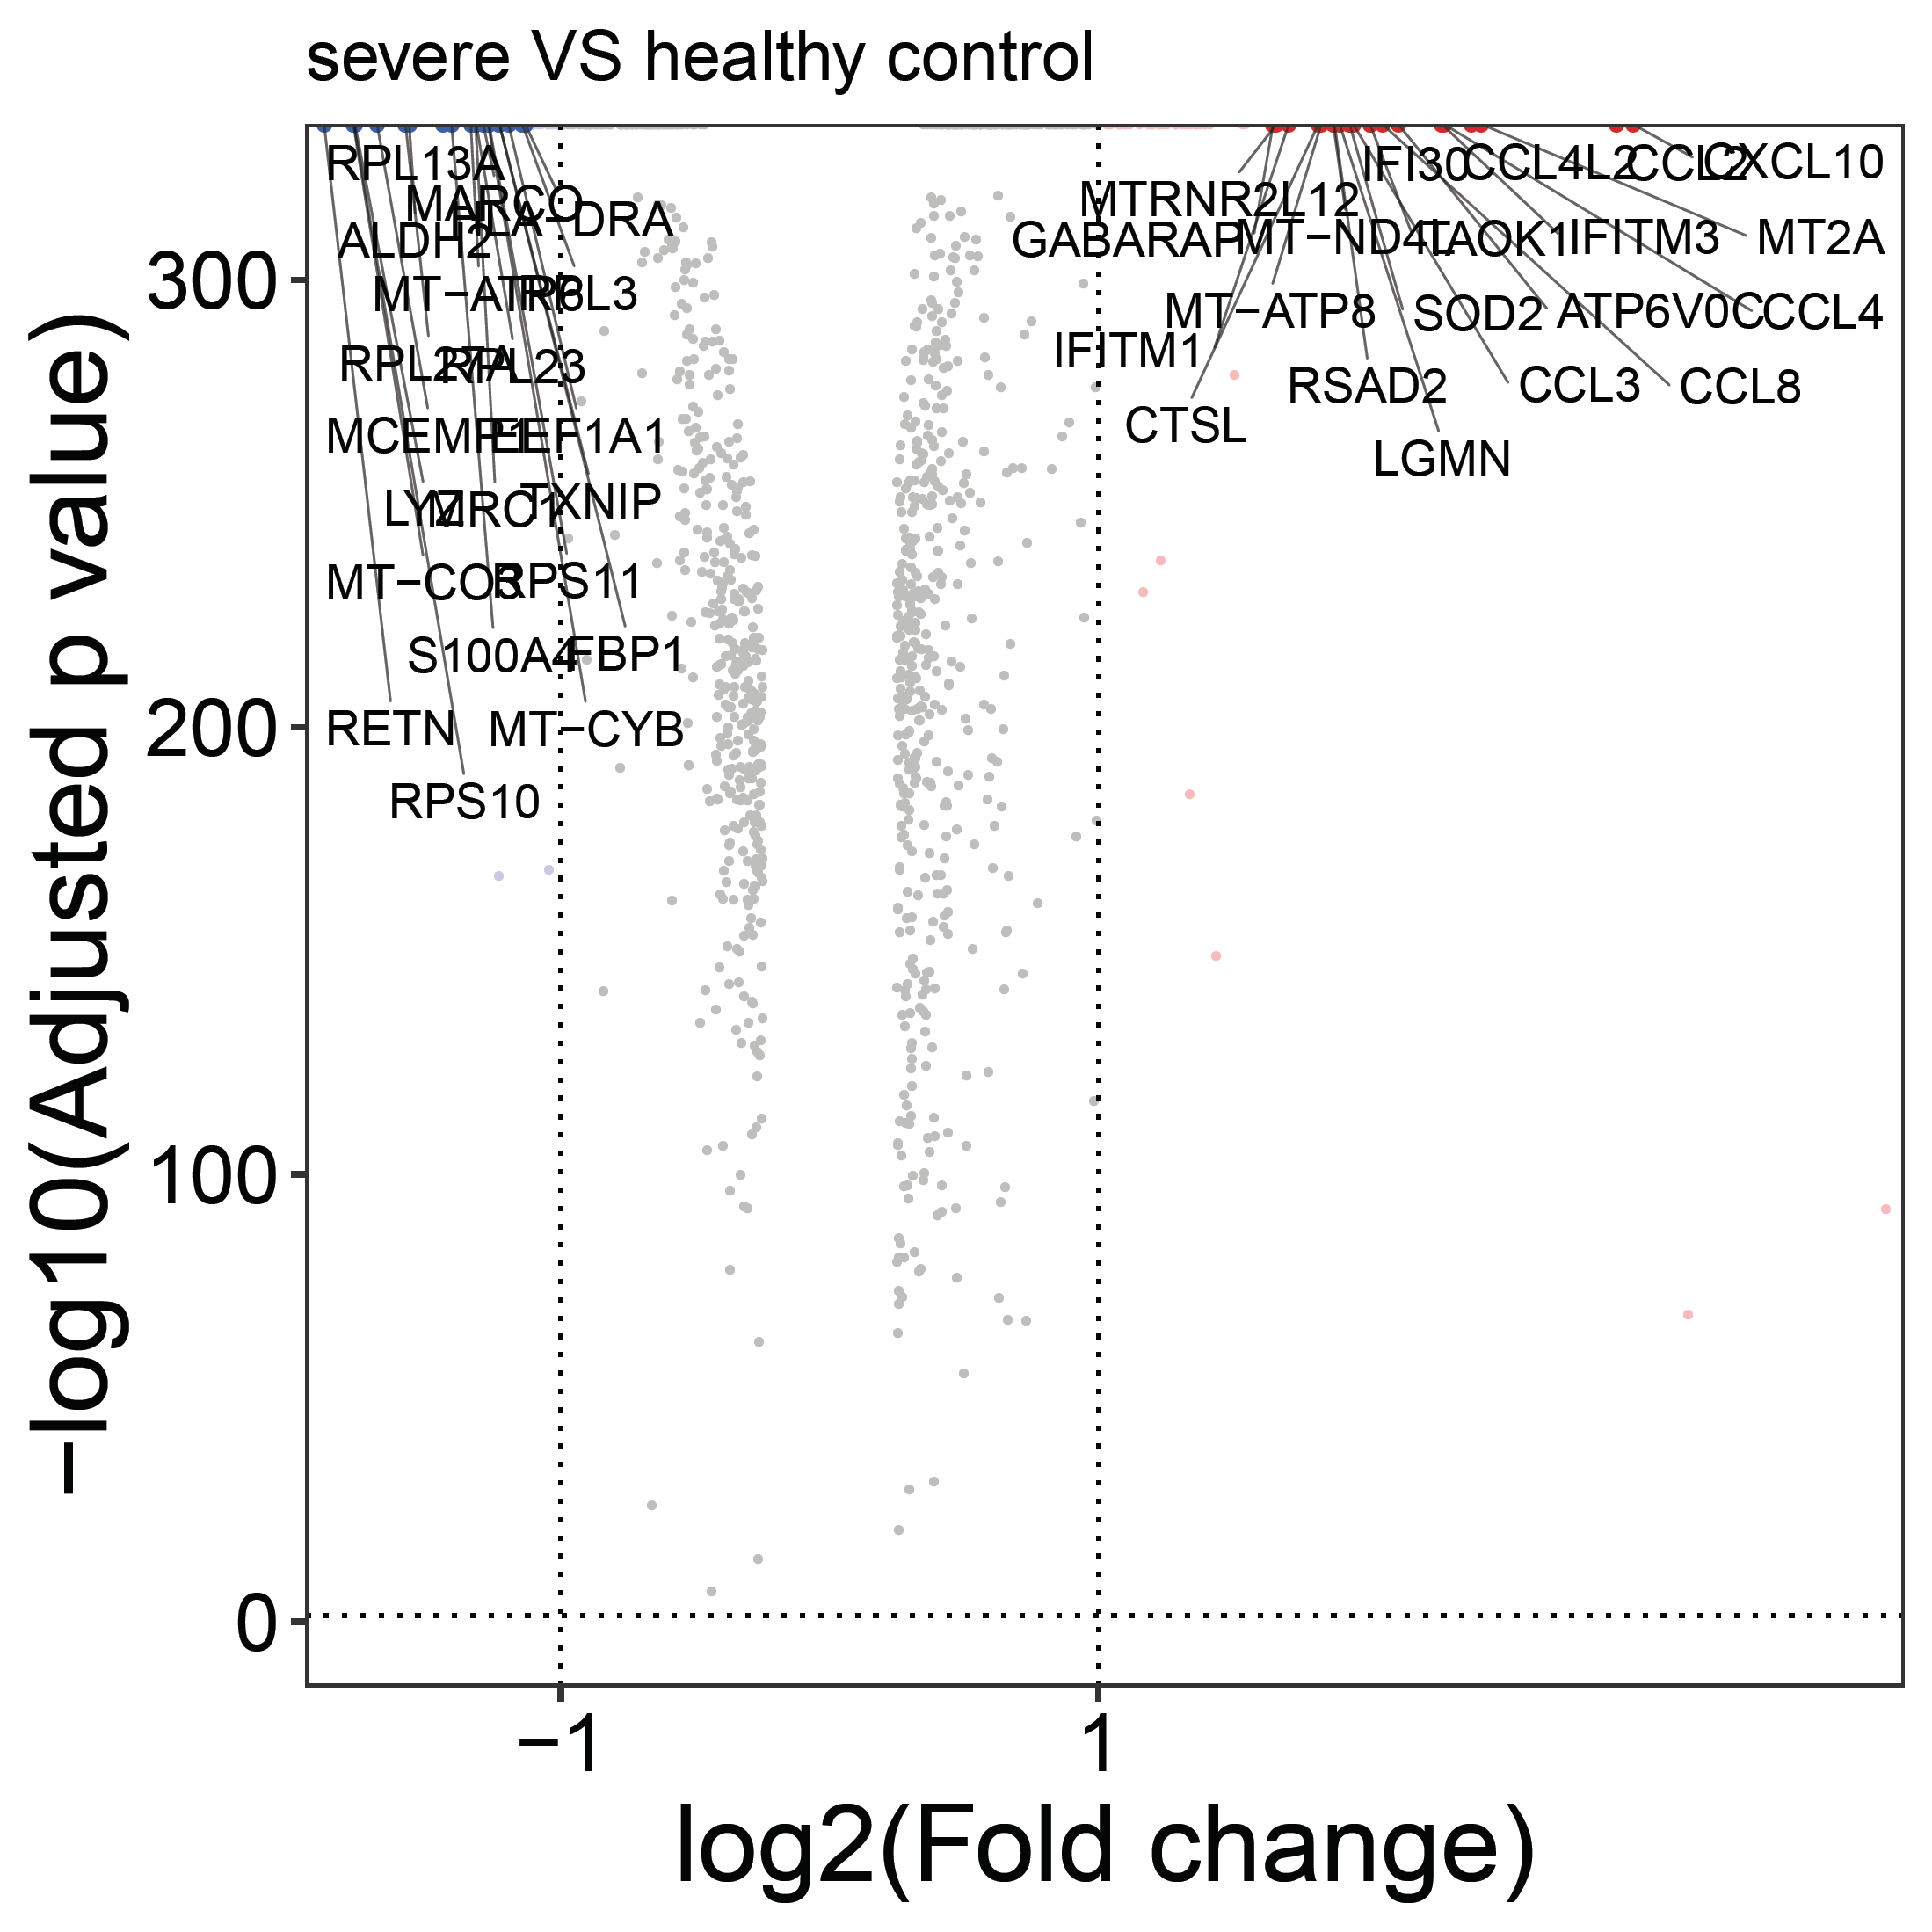 severe VS healthy control
−log10(Adjusted p value)
300
200
100
0
RPL13A
MARCO
HLA−DRA
ALDH2
MT−ATP6
RPL3
RPL27A
RPL23
MCEMP1
EEF1A1
LYZ
MRC1
TXNIP
MT−CO3
RPS11
S100A4
FBP1
RETN
MT−CYB
RPS10
IFI30
CCL4L2
CCL2
CXCL10
MTRNR2L12
GABARAP
MT−ND4L
TAOK1
IFITM3
MT2A
MT−ATP8
SOD2
ATP6V0C
CCL4
IFITM1
RSAD2
CCL3
CCL8
CTSL
LGMN
−1
1
log2(Fold change)